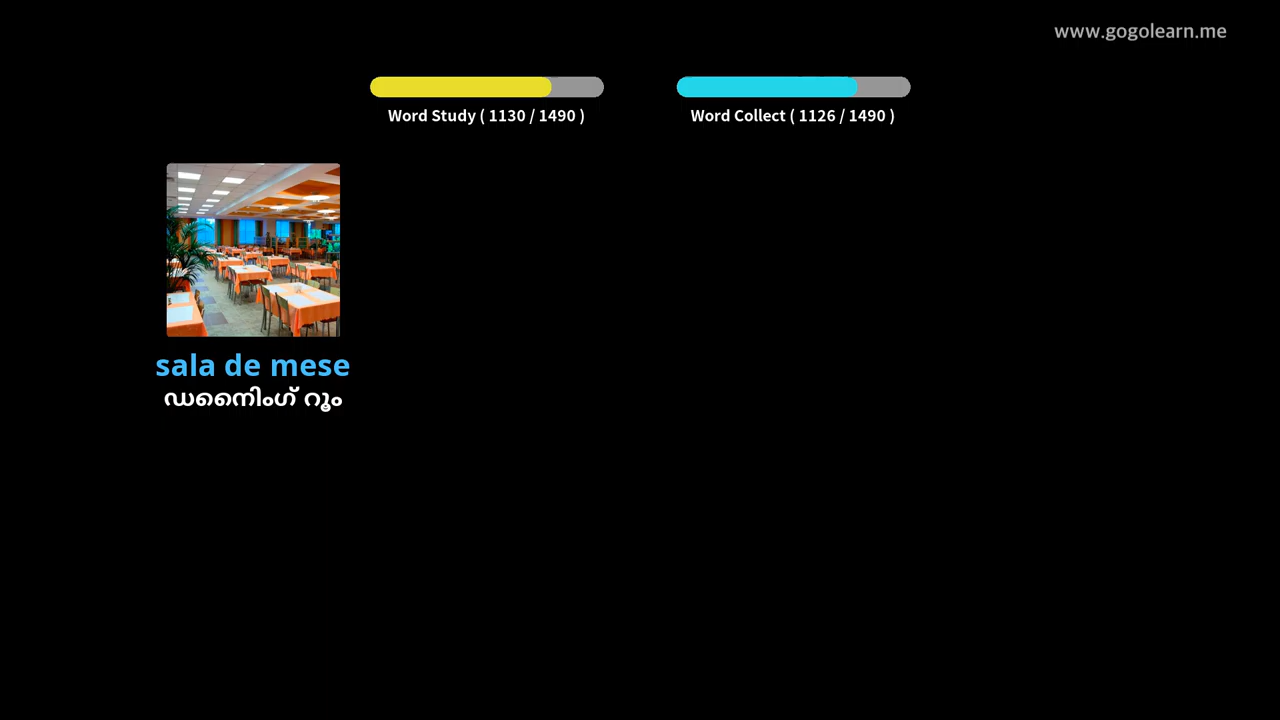 www.gogolearn.me
Word Study ( 1130 / 1490 )
Word Collect ( 1126 / 1490 )
sala de mese
ഡൈനിംഗ് റൂം